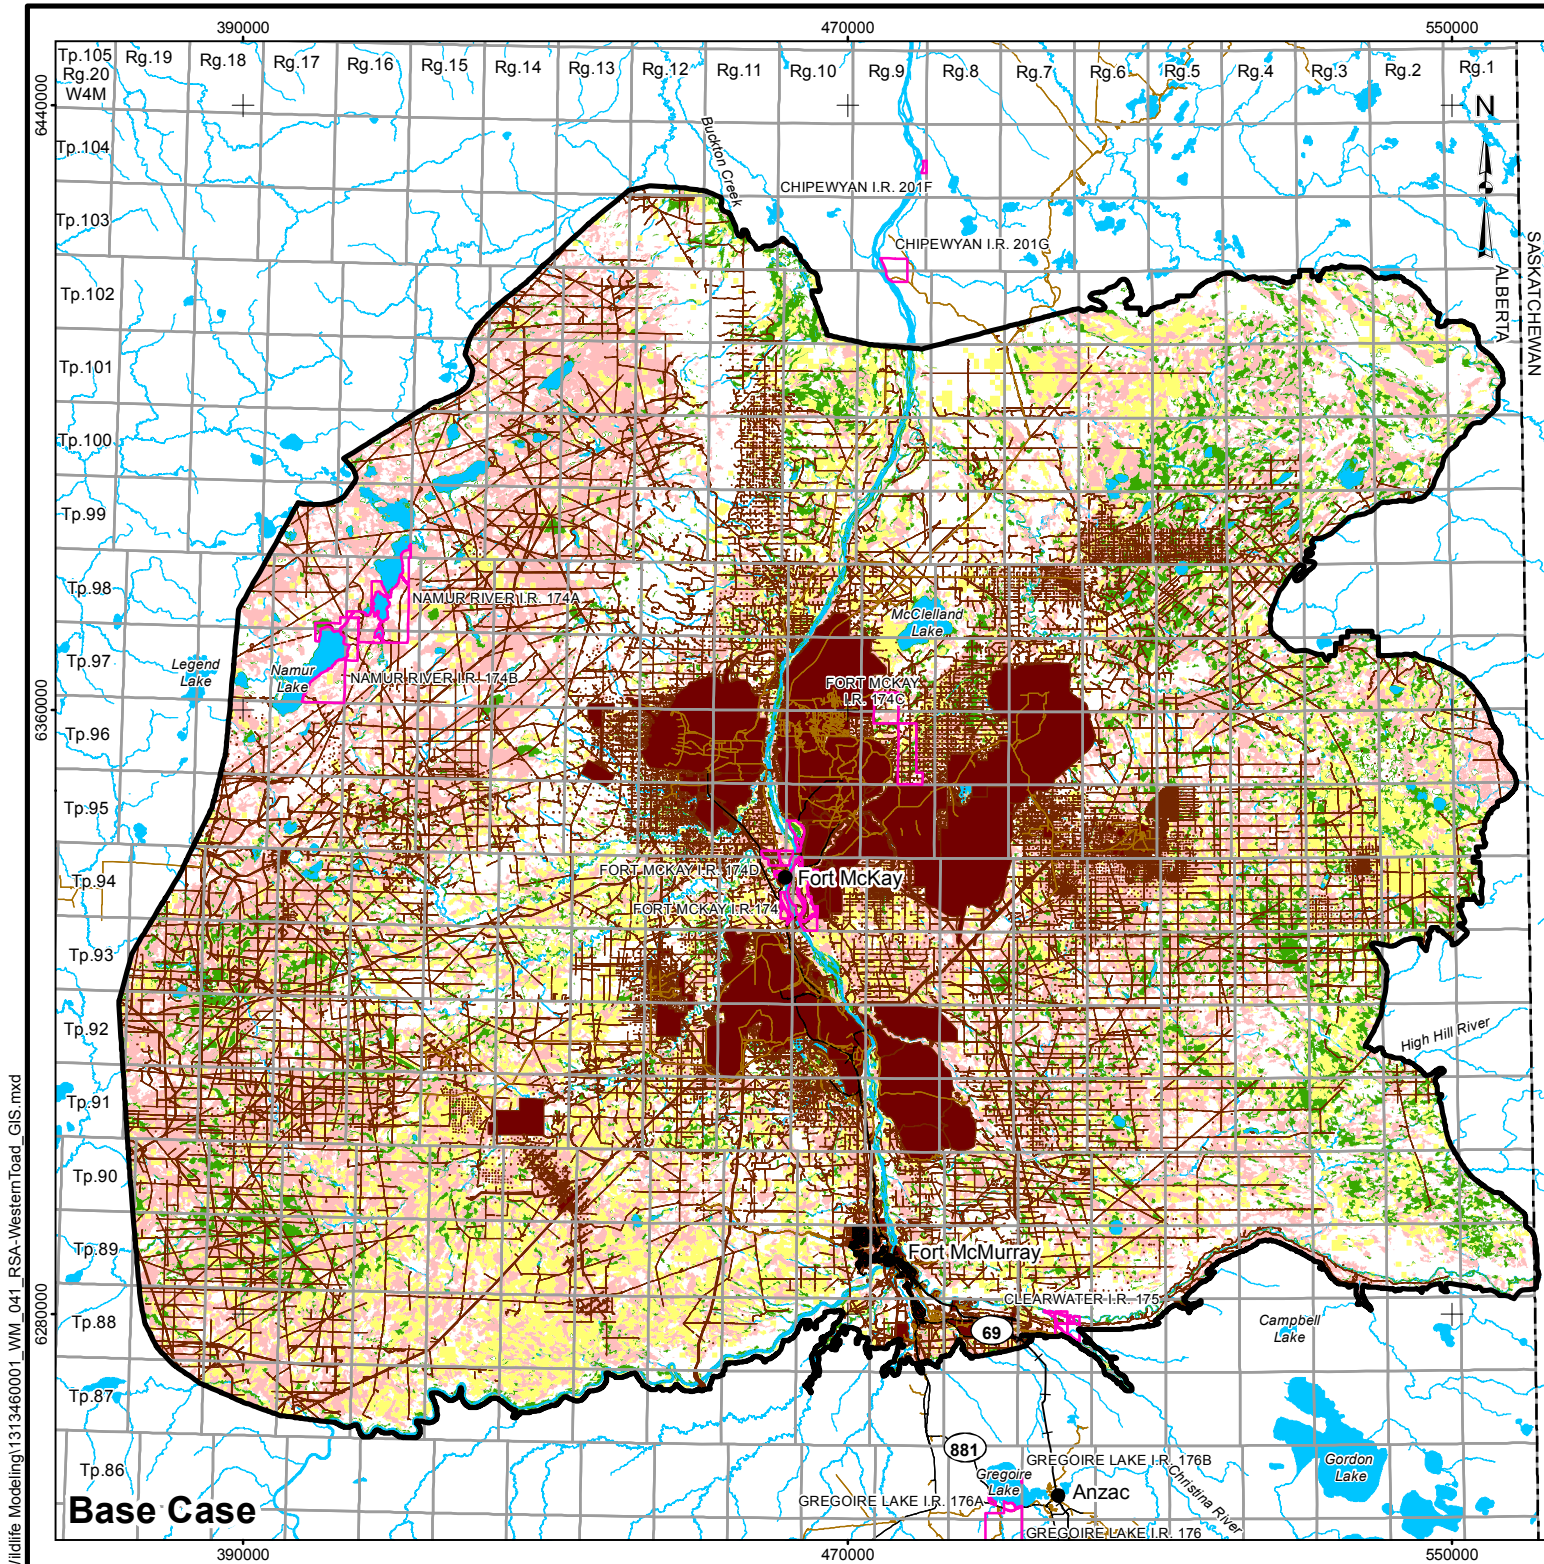 390000
470000
550000
Tp.105
Rg.20
W4M
Rg.19
Rg.18
Rg.17
Rg.16
Rg.15
Rg.14
Rg.13
Rg.12
Rg.11
Rg.10
Rg.9
Rg.8
Rg.7
Rg.6
Rg.5
Rg.4
Rg.3
Rg.2
Rg.1
6440000
N
Buckton Creek
Tp.104
CHIPEWYAN I.R. 201F
Tp.103
CHIPEWYAN I.R. 201G
SASKATCHEWAN
ALBERTA
Tp.102
Tp.101
Tp.100
Tp.99
Tp.98
NAMUR RIVER I.R. 174A
McClelland
Lake
Tp.97
Legend
Lake
Namur
Lake
NAMUR RIVER I.R. 174B
FORT MCKAY
I.R. 174C
6360000
Tp.96
Tp.95
Tp.94
FORT MCKAY I.R. 174D
Fort McKay
FORT MCKAY I.R.174
Tp.93
Tp.92
High Hill River
Tp.91
Tp.90
Tp.89
Fort McMurray
CLEARWATER I.R. 175
6280000
Tp.88
69
Campbell
Lake
Tp.87
881
Tp.86
GREGOIRE LAKE I.R. 176B
Gregoire
Lake
Christina River
Gordon
Lake
GREGOIRE LAKE I.R. 176A
Anzac
Base Case
GREGOIRE LAKE I.R. 176
390000
470000
550000
Wildlife Modeling\1313460001_WM_041_RSA-WesternToad_GIS.mxd